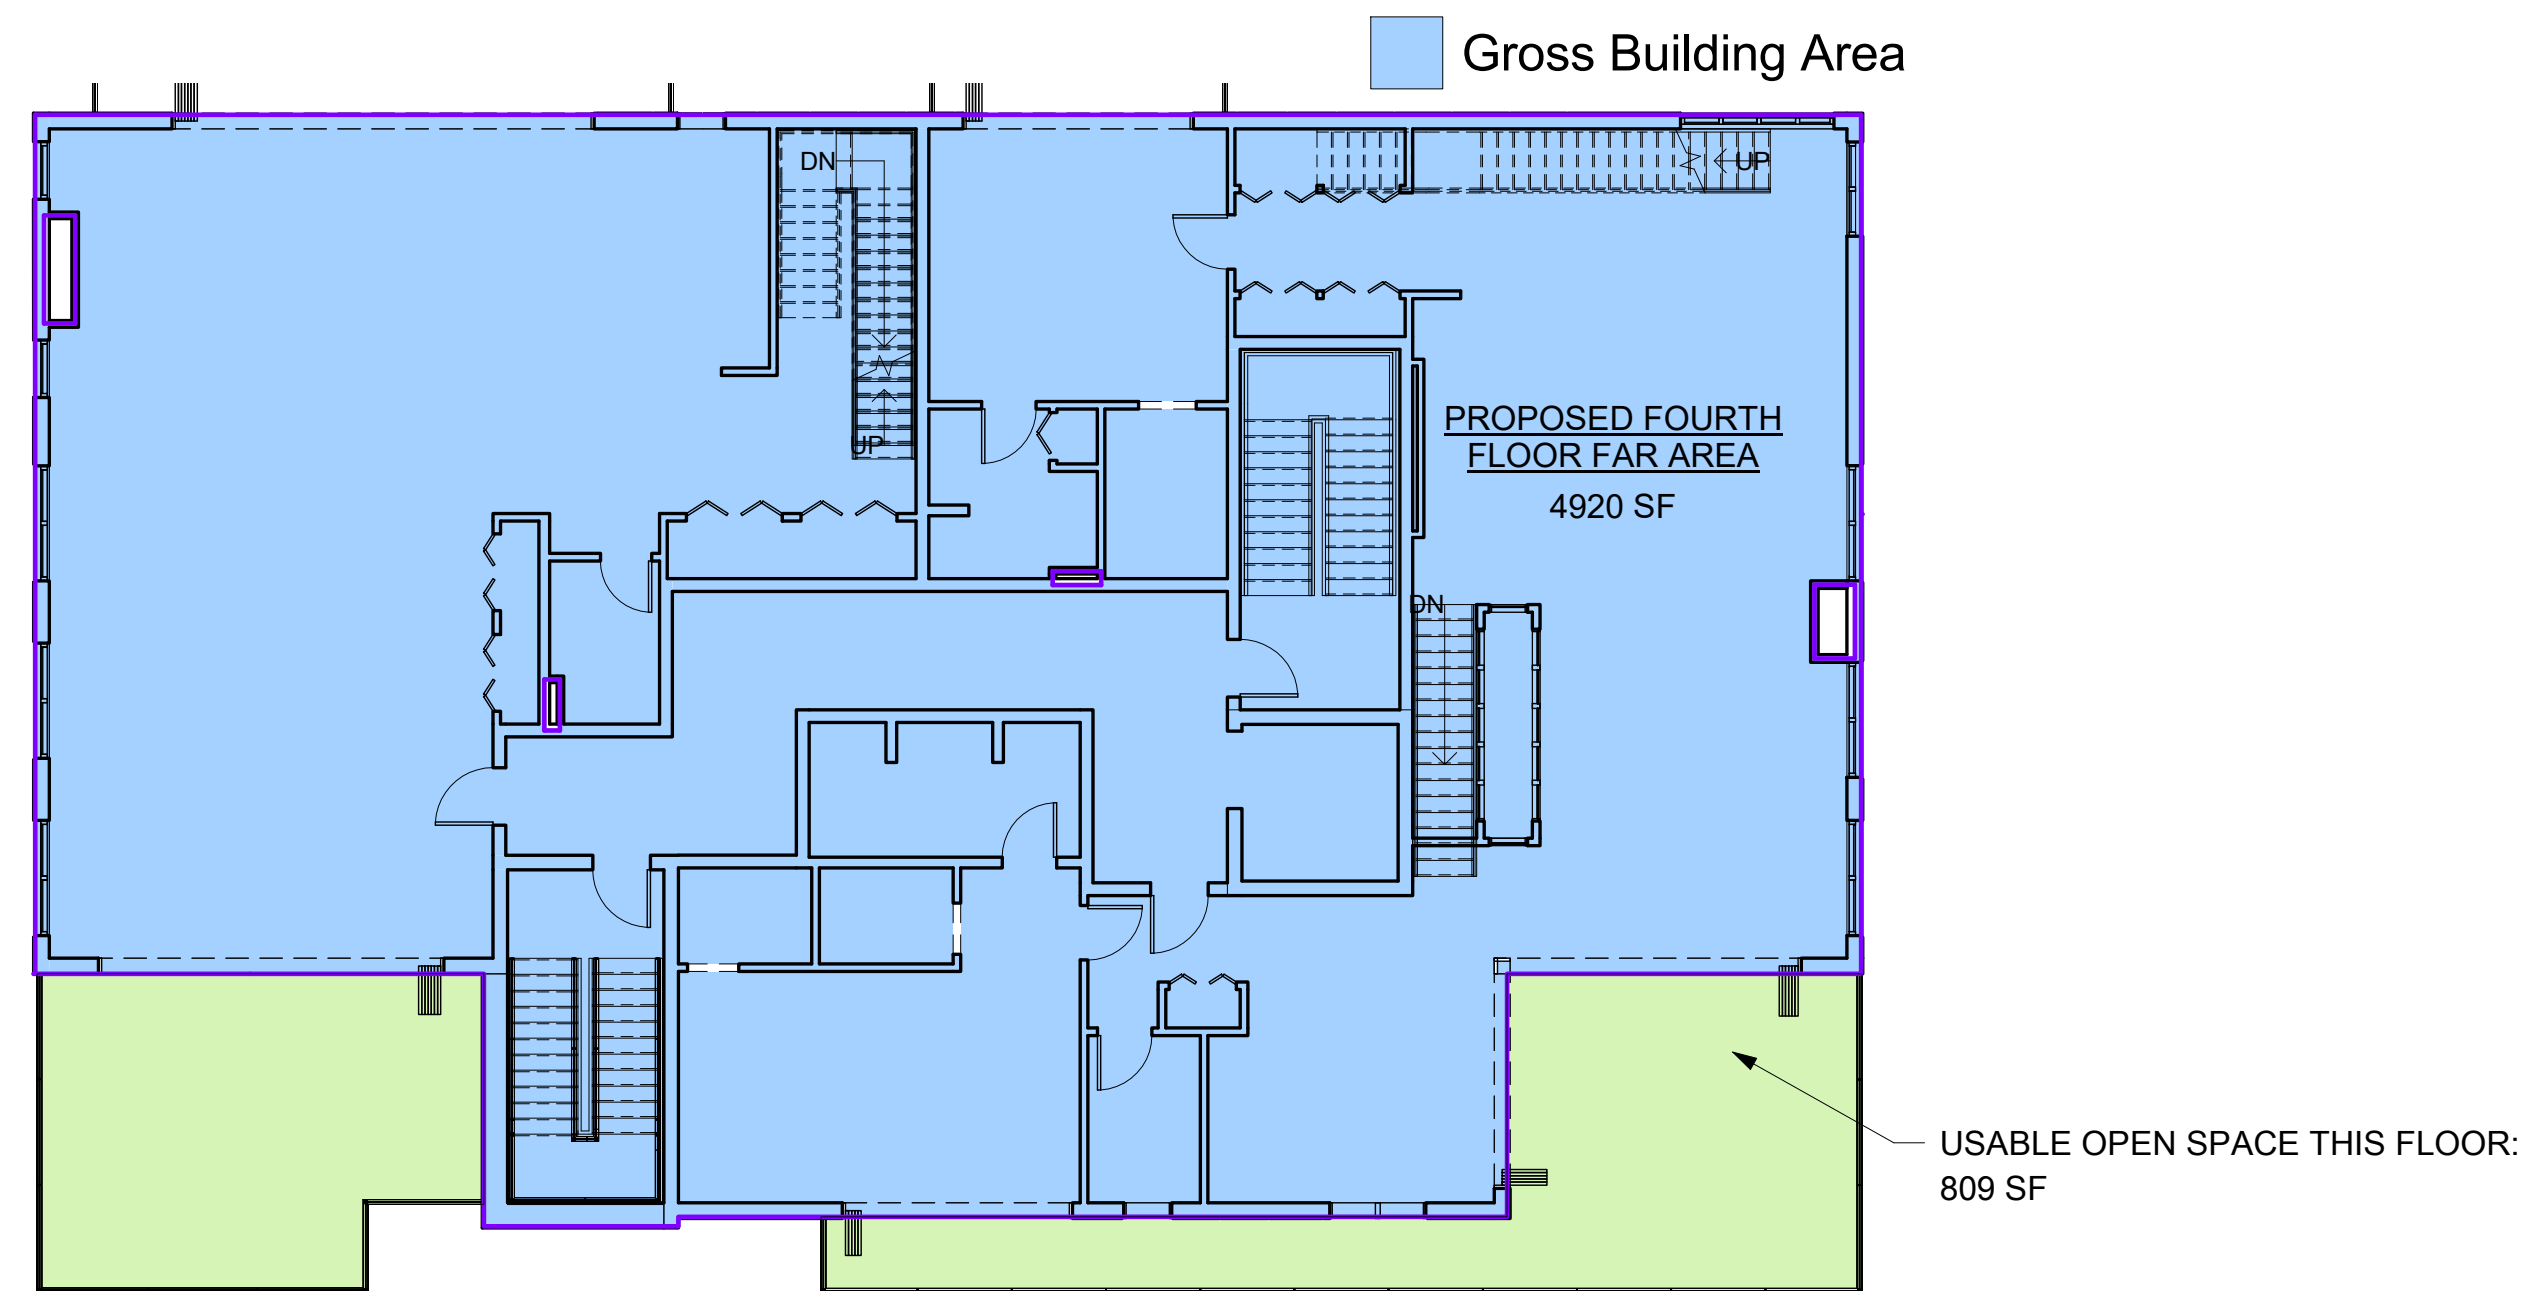 Gross Building Area
DN
UP
UP
PROPOSED FOURTH
FLOOR FAR AREA
4920 SF
DN
USABLE OPEN SPACE THIS FLOOR:
809 SF